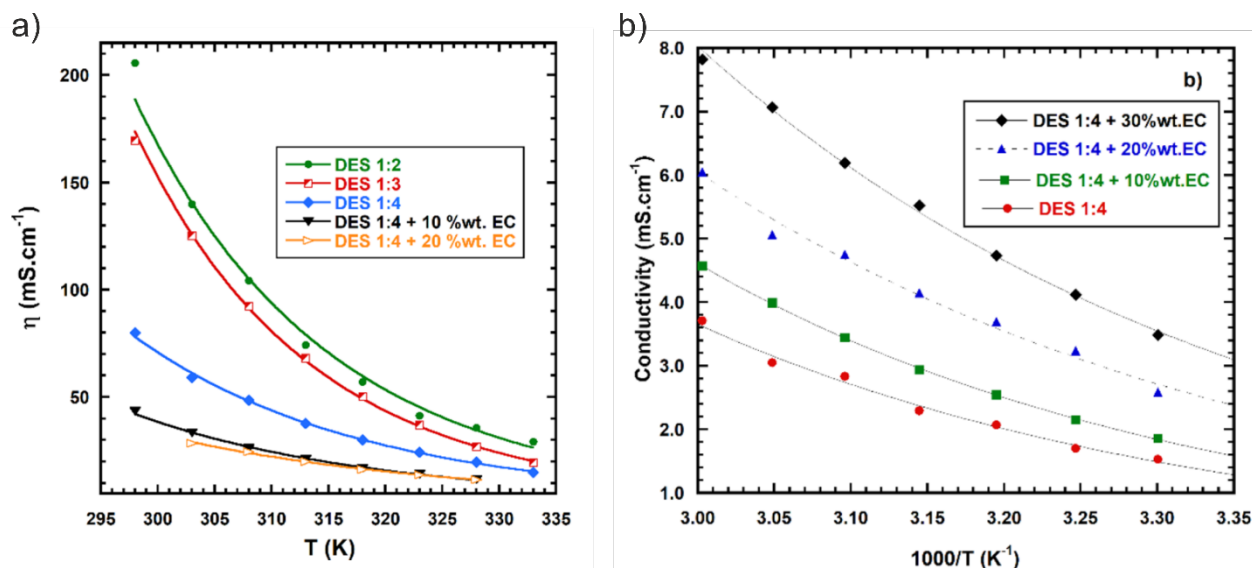 a)
η (mS.cm⁻¹)
200
150
100
50
DES 1:2
DES 1:3
DES 1:4
DES 1:4 + 10 %wt. EC
DES 1:4 + 20 %wt. EC
295 300 305 310 315 320 325 330 335
T (K)
b)
Conductivity (mS.cm⁻¹)
8.0
7.0
6.0
5.0
4.0
3.0
2.0
1.0
b)
DES 1:4 + 30%wt.EC
DES 1:4 + 20%wt.EC
DES 1:4 + 10%wt.EC
DES 1:4
3.00 3.05 3.10 3.15 3.20 3.25 3.30 3.35
1000/T (K⁻¹)